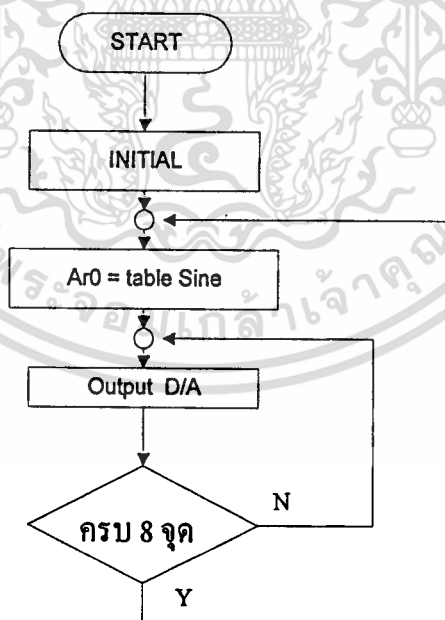 START
INITIAL
Ar0 = table Sine
Output D/A
ครบ 8 จุด
N
Y